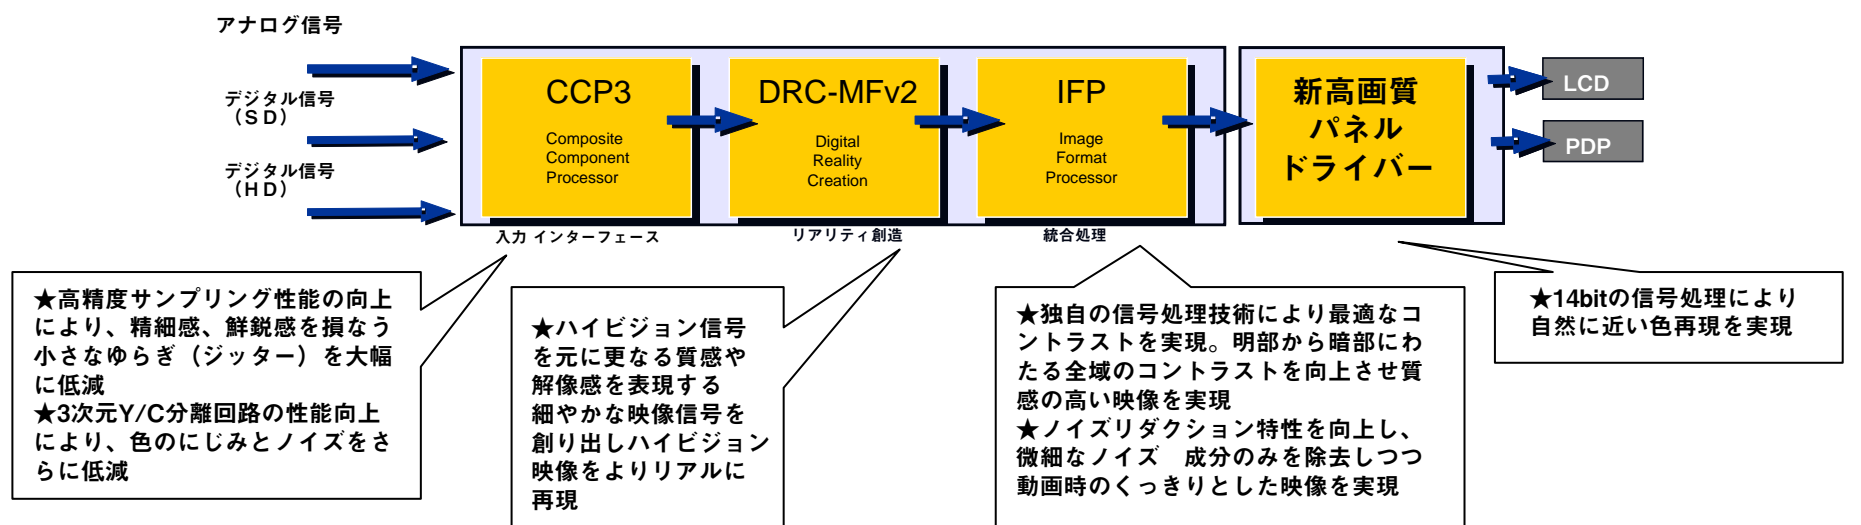 アナログ信号
デジタル信号
(ＳＤ)
デジタル信号
(ＨＤ)
CCP3
Composite
Component
Processor
入力 インターフェース
DRC-MFv2
Digital
Reality
Creation
リアリティ創造
IFP
Image
Format
Processor
統合処理
新高画質
パネル
ドライバー
LCD
PDP
★高精度サンプリング性能の向上
により、精細感、鮮鋭感を損なう
小さなゆらぎ（ジッター）を大幅
に低減
★3次元Y/C分離回路の性能向上
により、色のにじみとノイズをさ
らに低減
★ハイビジョン信号
を元に更なる質感や
解像感を表現する
細やかな映像信号を
創り出しハイビジョン
映像をよりリアルに
再現
★独自の信号処理技術により最適なコ
ントラストを実現。明部から暗部にわ
たる全域のコントラストを向上させ質
感の高い映像を実現
★ノイズリダクション特性を向上し、
微細なノイズ　成分のみを除去しつつ
動画時のくっきりとした映像を実現
★14bitの信号処理により
自然に近い色再現を実現